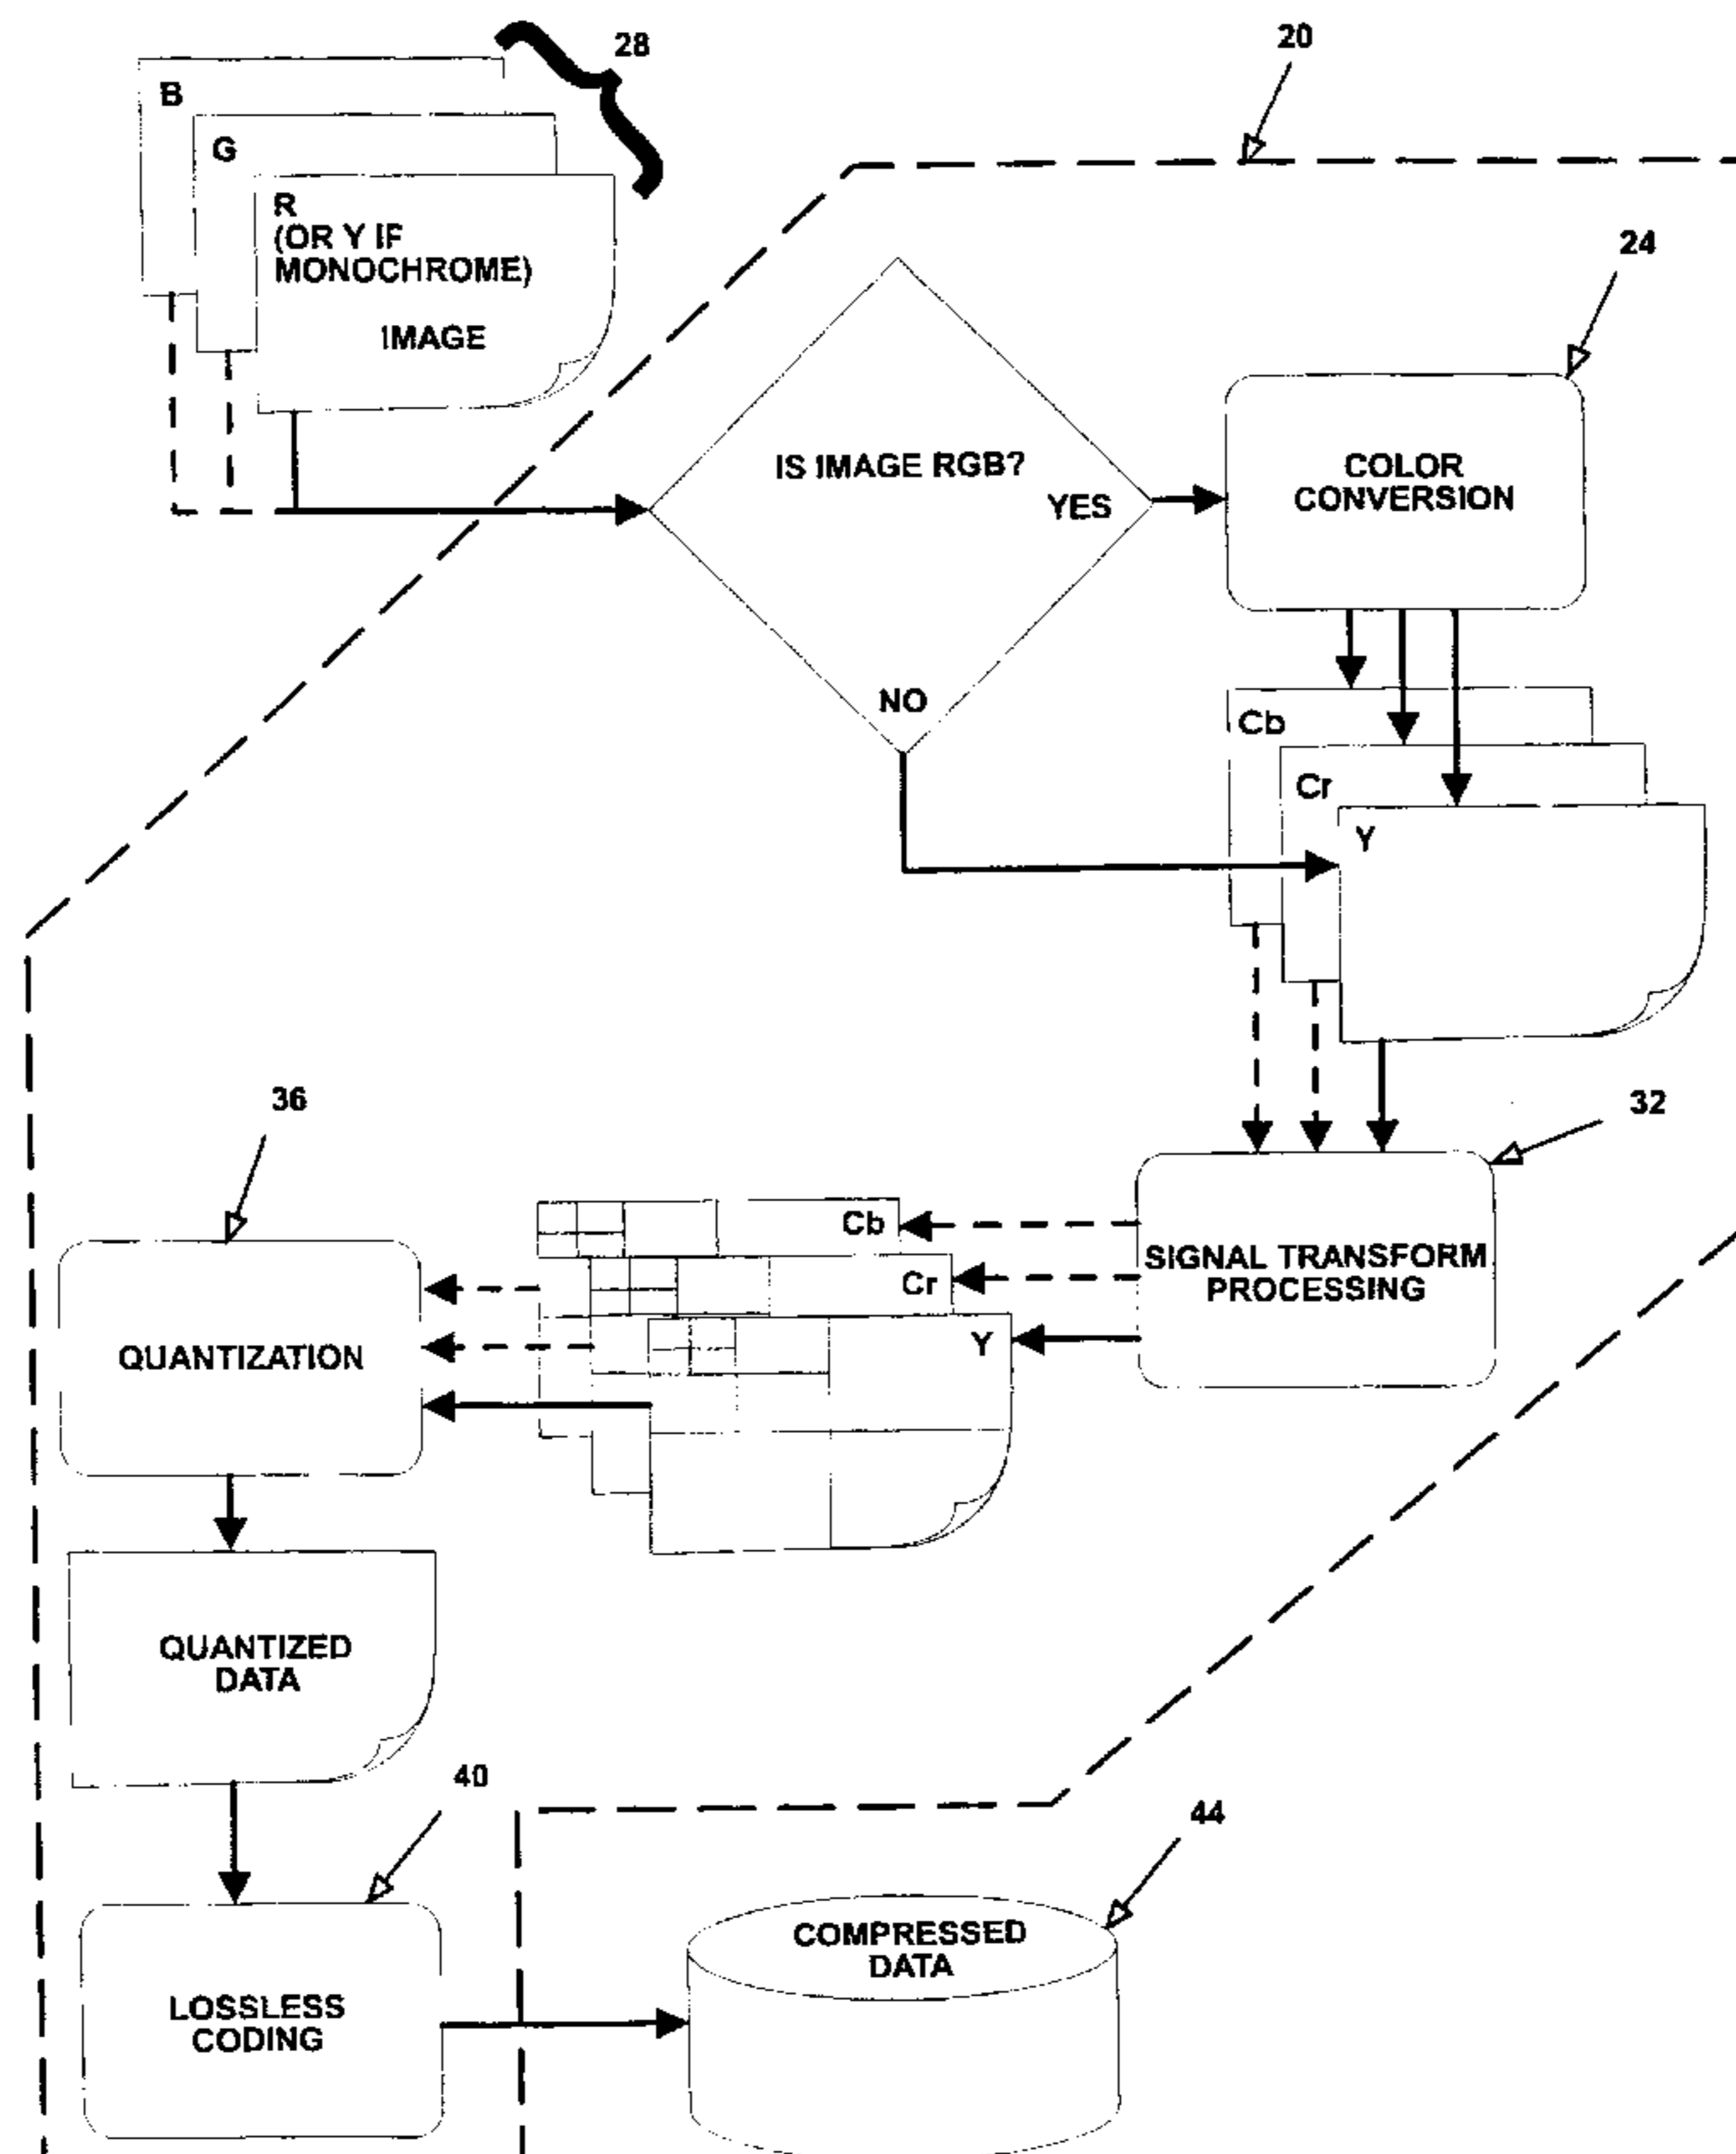 28
20
B
G
R
(OR Y IF
MONOCHROME)
IMAGE
24
IS IMAGE RGB?
YES
NO
COLOR
CONVERSION
Cb
Cr
Y
36
32
Cb
Cr
Y
SIGNAL TRANSFORM
PROCESSING
QUANTIZATION
QUANTIZED
DATA
40
44
COMPRESSED
DATA
LOSSLESS
CODING